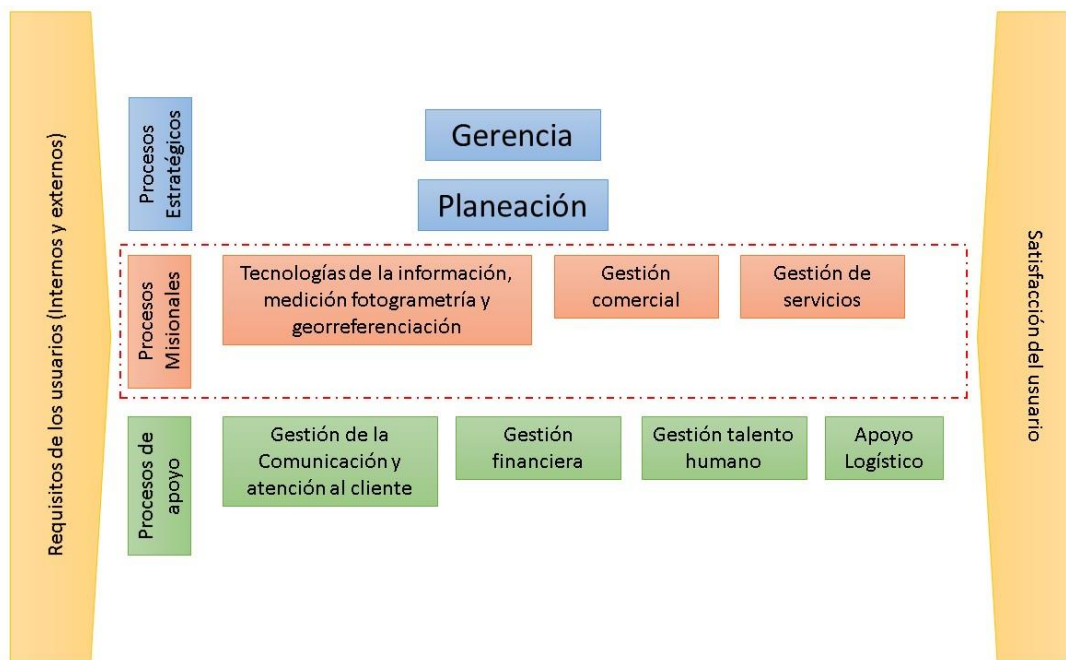 Requisitos de los usuarios (Internos y externos)
Procesos
Estratégicos
Gerencia
Planeación
Procesos
Misionales
Tecnologías de la información,
medición fotogrametría y
georreferenciación
Gestión
comercial
Gestión de
servicios
Procesos de
apoyo
Gestión de la
Comunicación y
atención al cliente
Gestión
financiera
Gestión talento
humano
Apoyo
Logístico
Satisfacción del usuario